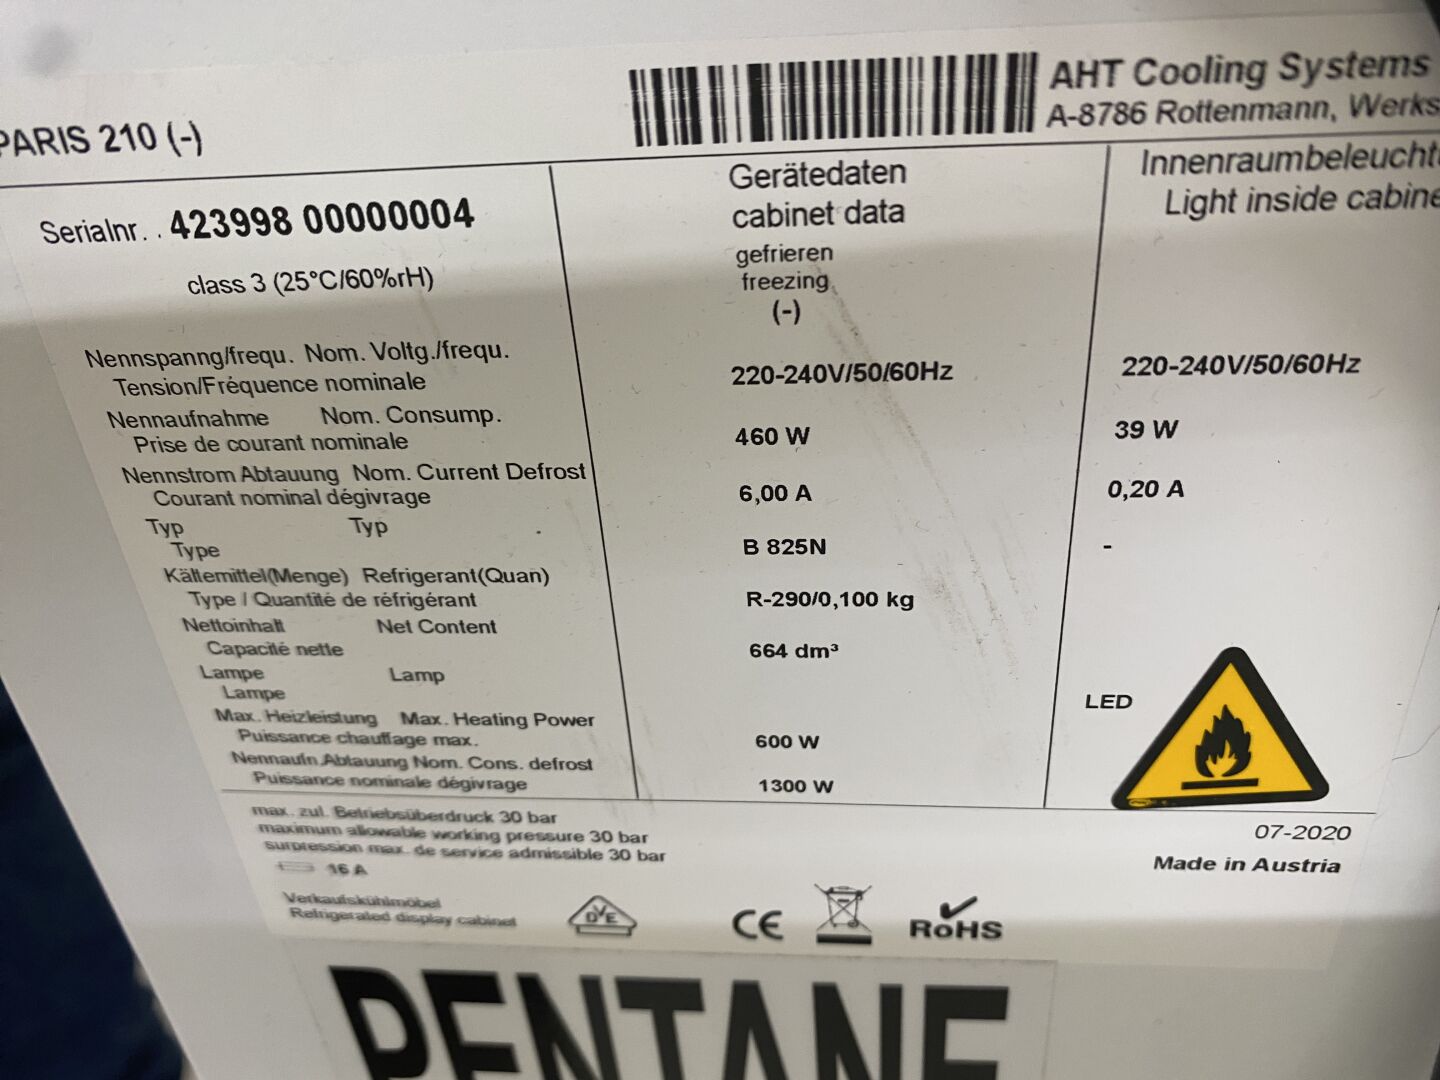 PARIS 210 (-)
AHT Cooling Systems
A-8786 Rottenmann, Werks
Serialnr. . 423998 00000004
class 3 (25°C/60%rH)
Gerätedaten
cabinet data
gefrieren
freezing
(-)
Innenraumbeleucht
Light inside cabine
Nennspanng/frequ. Nom. Voltg./frequ.
Tension/Fréquence nominale
220-240V/50/60Hz
220-240V/50/60Hz
Nennaufnahme Nom. Consump.
Prise de courant nominale
460 W
39 W
Nennstrom Abtauung Nom. Current Defrost
Courant nominal dégivrage
6,00 A
0,20 A
Typ Typ
Type
B 825N
-
Kältemittel(Menge) Refrigerant(Quan)
Type / Quantité de réfrigérant
R-290/0,100 kg
Nettoinhalt Net Content
Capacité nette
664 dm³
Lampe Lamp
Lampe
LED
Max. Heizleistung Max. Heating Power
Puissance chauffage max.
600 W
Nennaufn.Abtauung Nom. Cons. defrost
Puissance nominale dégivrage
1300 W
max. zul. Betriebsüberdruck 30 bar
maximum allowable working pressure 30 bar
surpression max. de service admissible 30 bar
16 A
07-2020
Made in Austria
Verkaufskühlmöbel
Refrigerated display cabinet
DVE
CE
RoHS
PENTANE